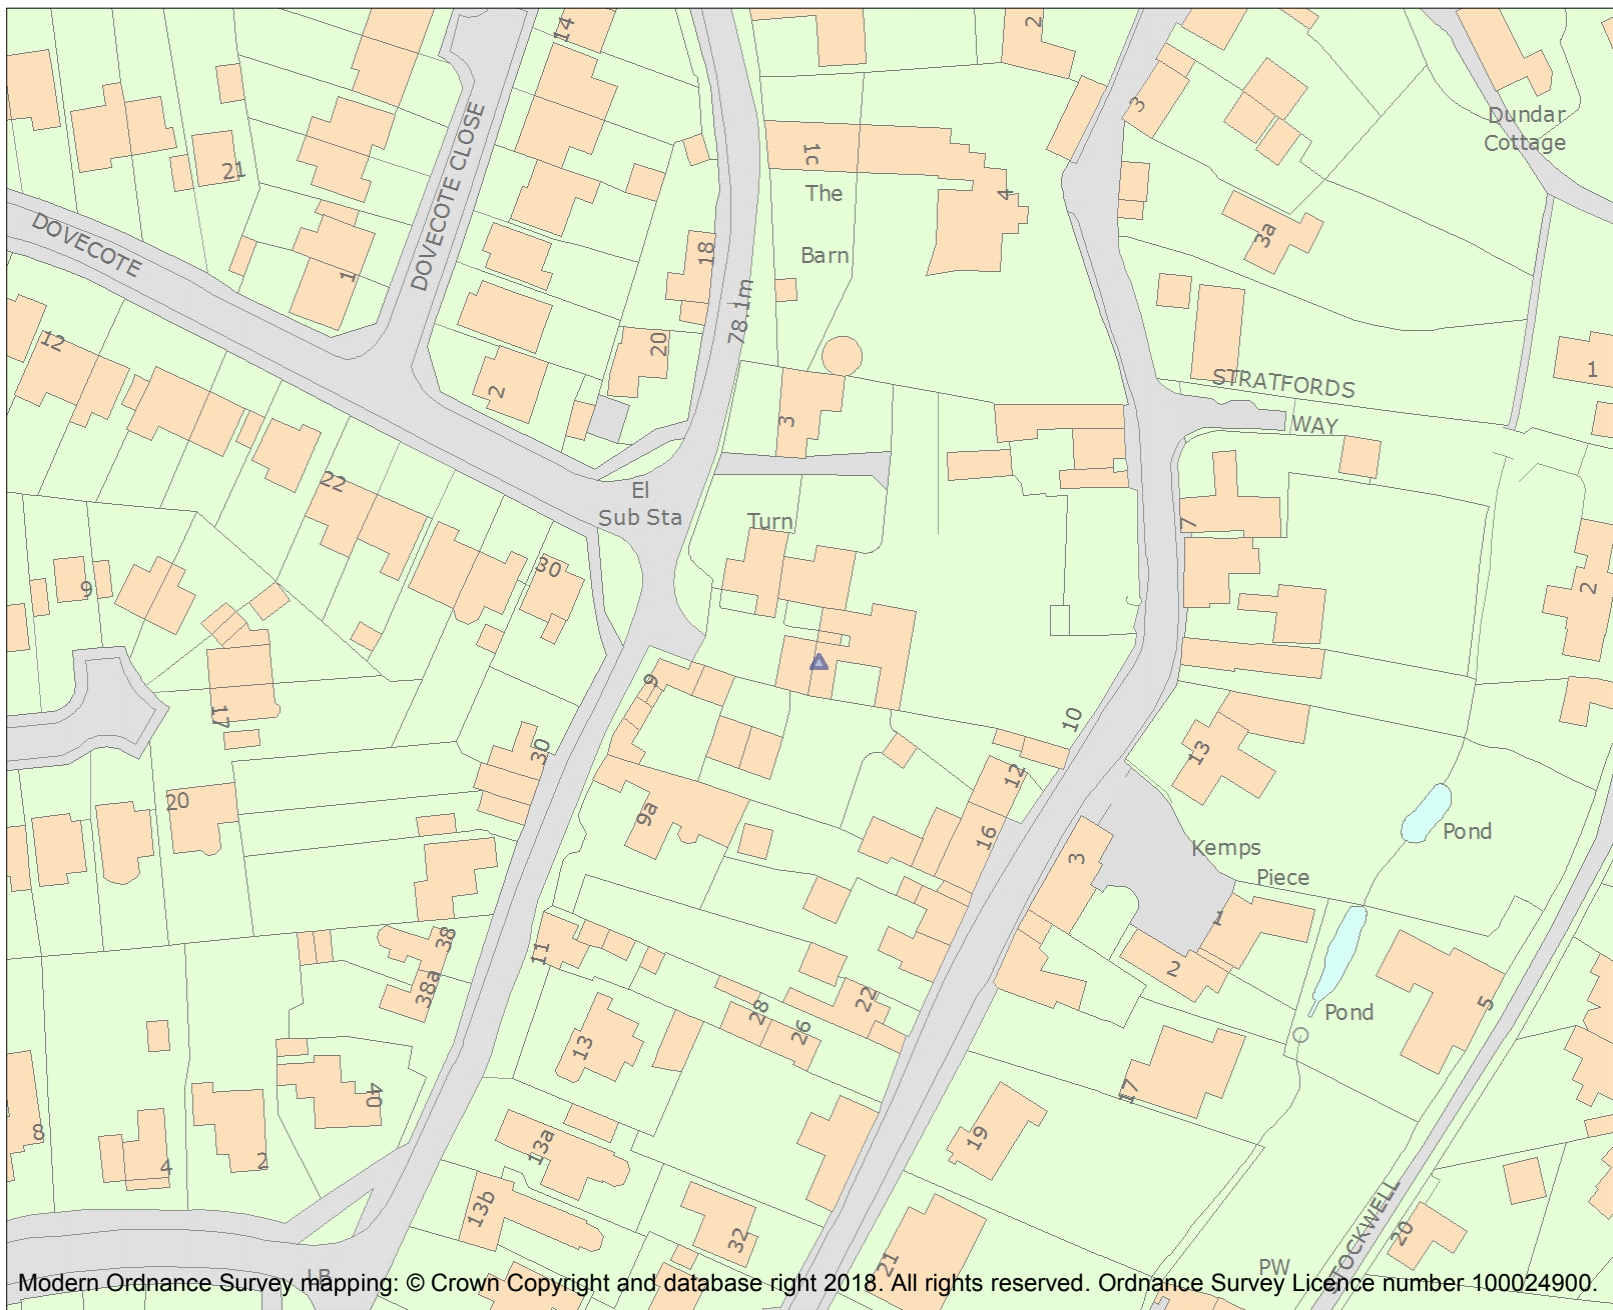 14
2
3
Dundar
Cottage
1c
The
Barn
4
21
DOVECOTE CLOSE
DOVECOTE
1
18
3a
78.1m
20
12
2
3
STRATFORDS
WAY
1
22
El
Sub Sta
Turn
7
30
9
2
9
17
30
10
12
13
20
9a
16
3
Kemps
Piece
Pond
1
38
11
2
38a
28
26
22
5
Pond
13
17
40
8
4
2
13a
19
13b
32
21
20
STOCKWELL
PW
LB
Modern Ordnance Survey mapping: © Crown Copyright and database right 2018. All rights reserved. Ordnance Survey Licence number 100024900.